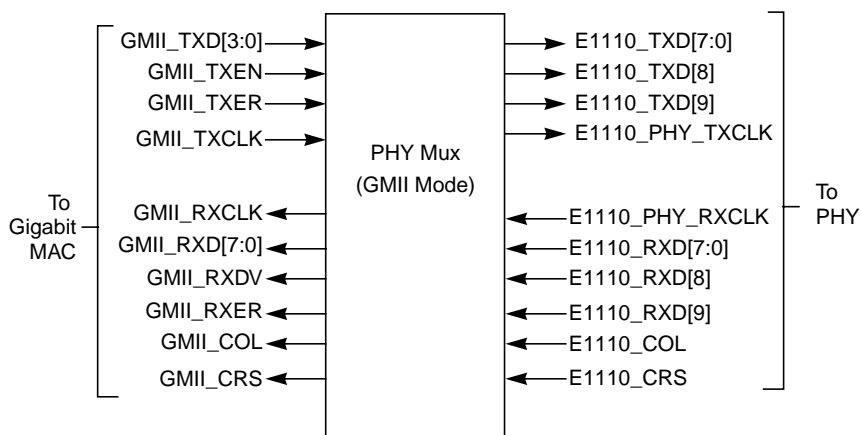 GMII_TXD[3:0]
GMII_TXEN
GMII_TXER
GMII_TXCLK
GMII_RXCLK
GMII_RXD[7:0]
GMII_RXDV
GMII_RXER
GMII_COL
GMII_CRS
To
Gigabit
MAC
PHY Mux
(GMII Mode)
E1110_TXD[7:0]
E1110_TXD[8]
E1110_TXD[9]
E1110_PHY_TXCLK
E1110_PHY_RXCLK
E1110_RXD[7:0]
E1110_RXD[8]
E1110_RXD[9]
E1110_COL
E1110_CRS
To
PHY